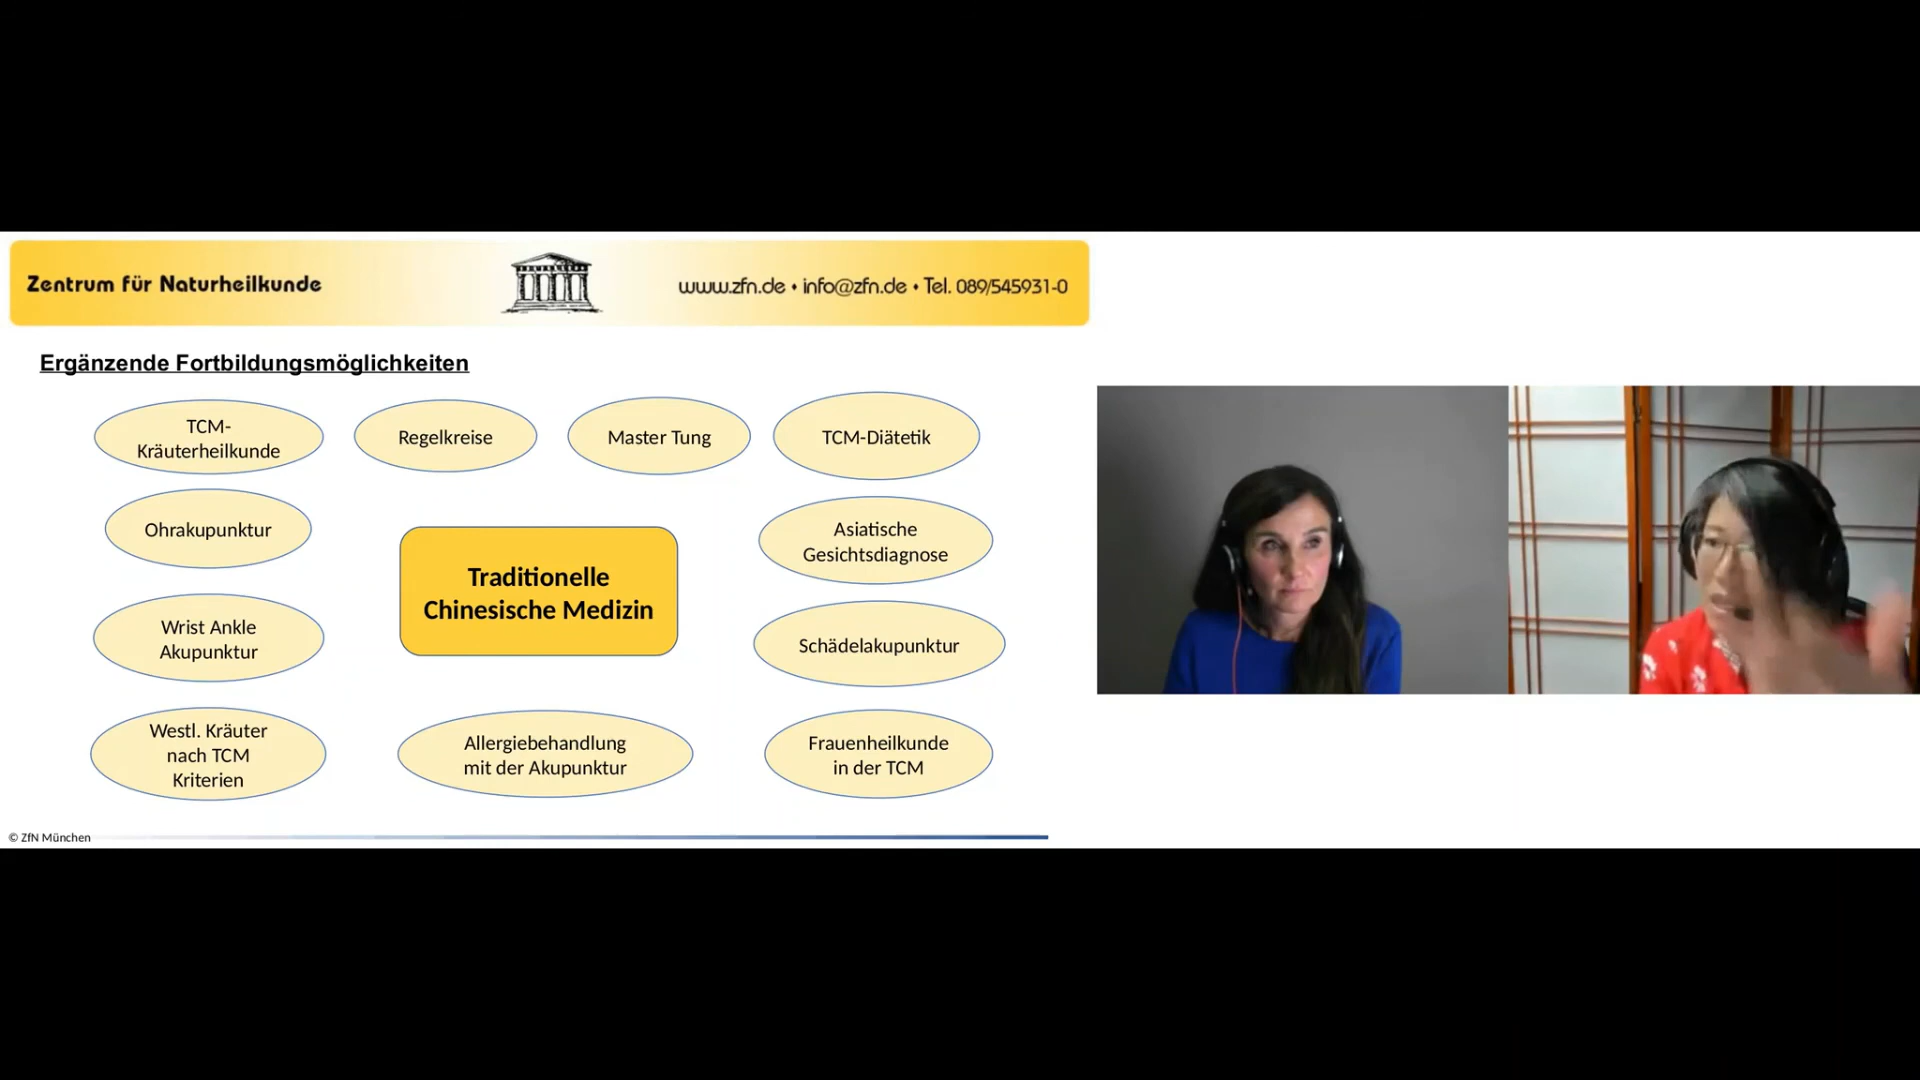 Zentrum für Naturheilkunde
www.zfn.de • info@zfn.de • Tel. 089/545931-0
Ergänzende Fortbildungsmöglichkeiten
TCM-
Kräuterheilkunde
Regelkreise
Master Tung
TCM-Diätetik
Ohrakupunktur
Asiatische
Gesichtsdiagnose
Traditionelle
Chinesische Medizin
Wrist Ankle
Akupunktur
Schädelakupunktur
Westl. Kräuter
nach TCM
Kriterien
Allergiebehandlung
mit der Akupunktur
Frauenheilkunde
in der TCM
© ZfN München